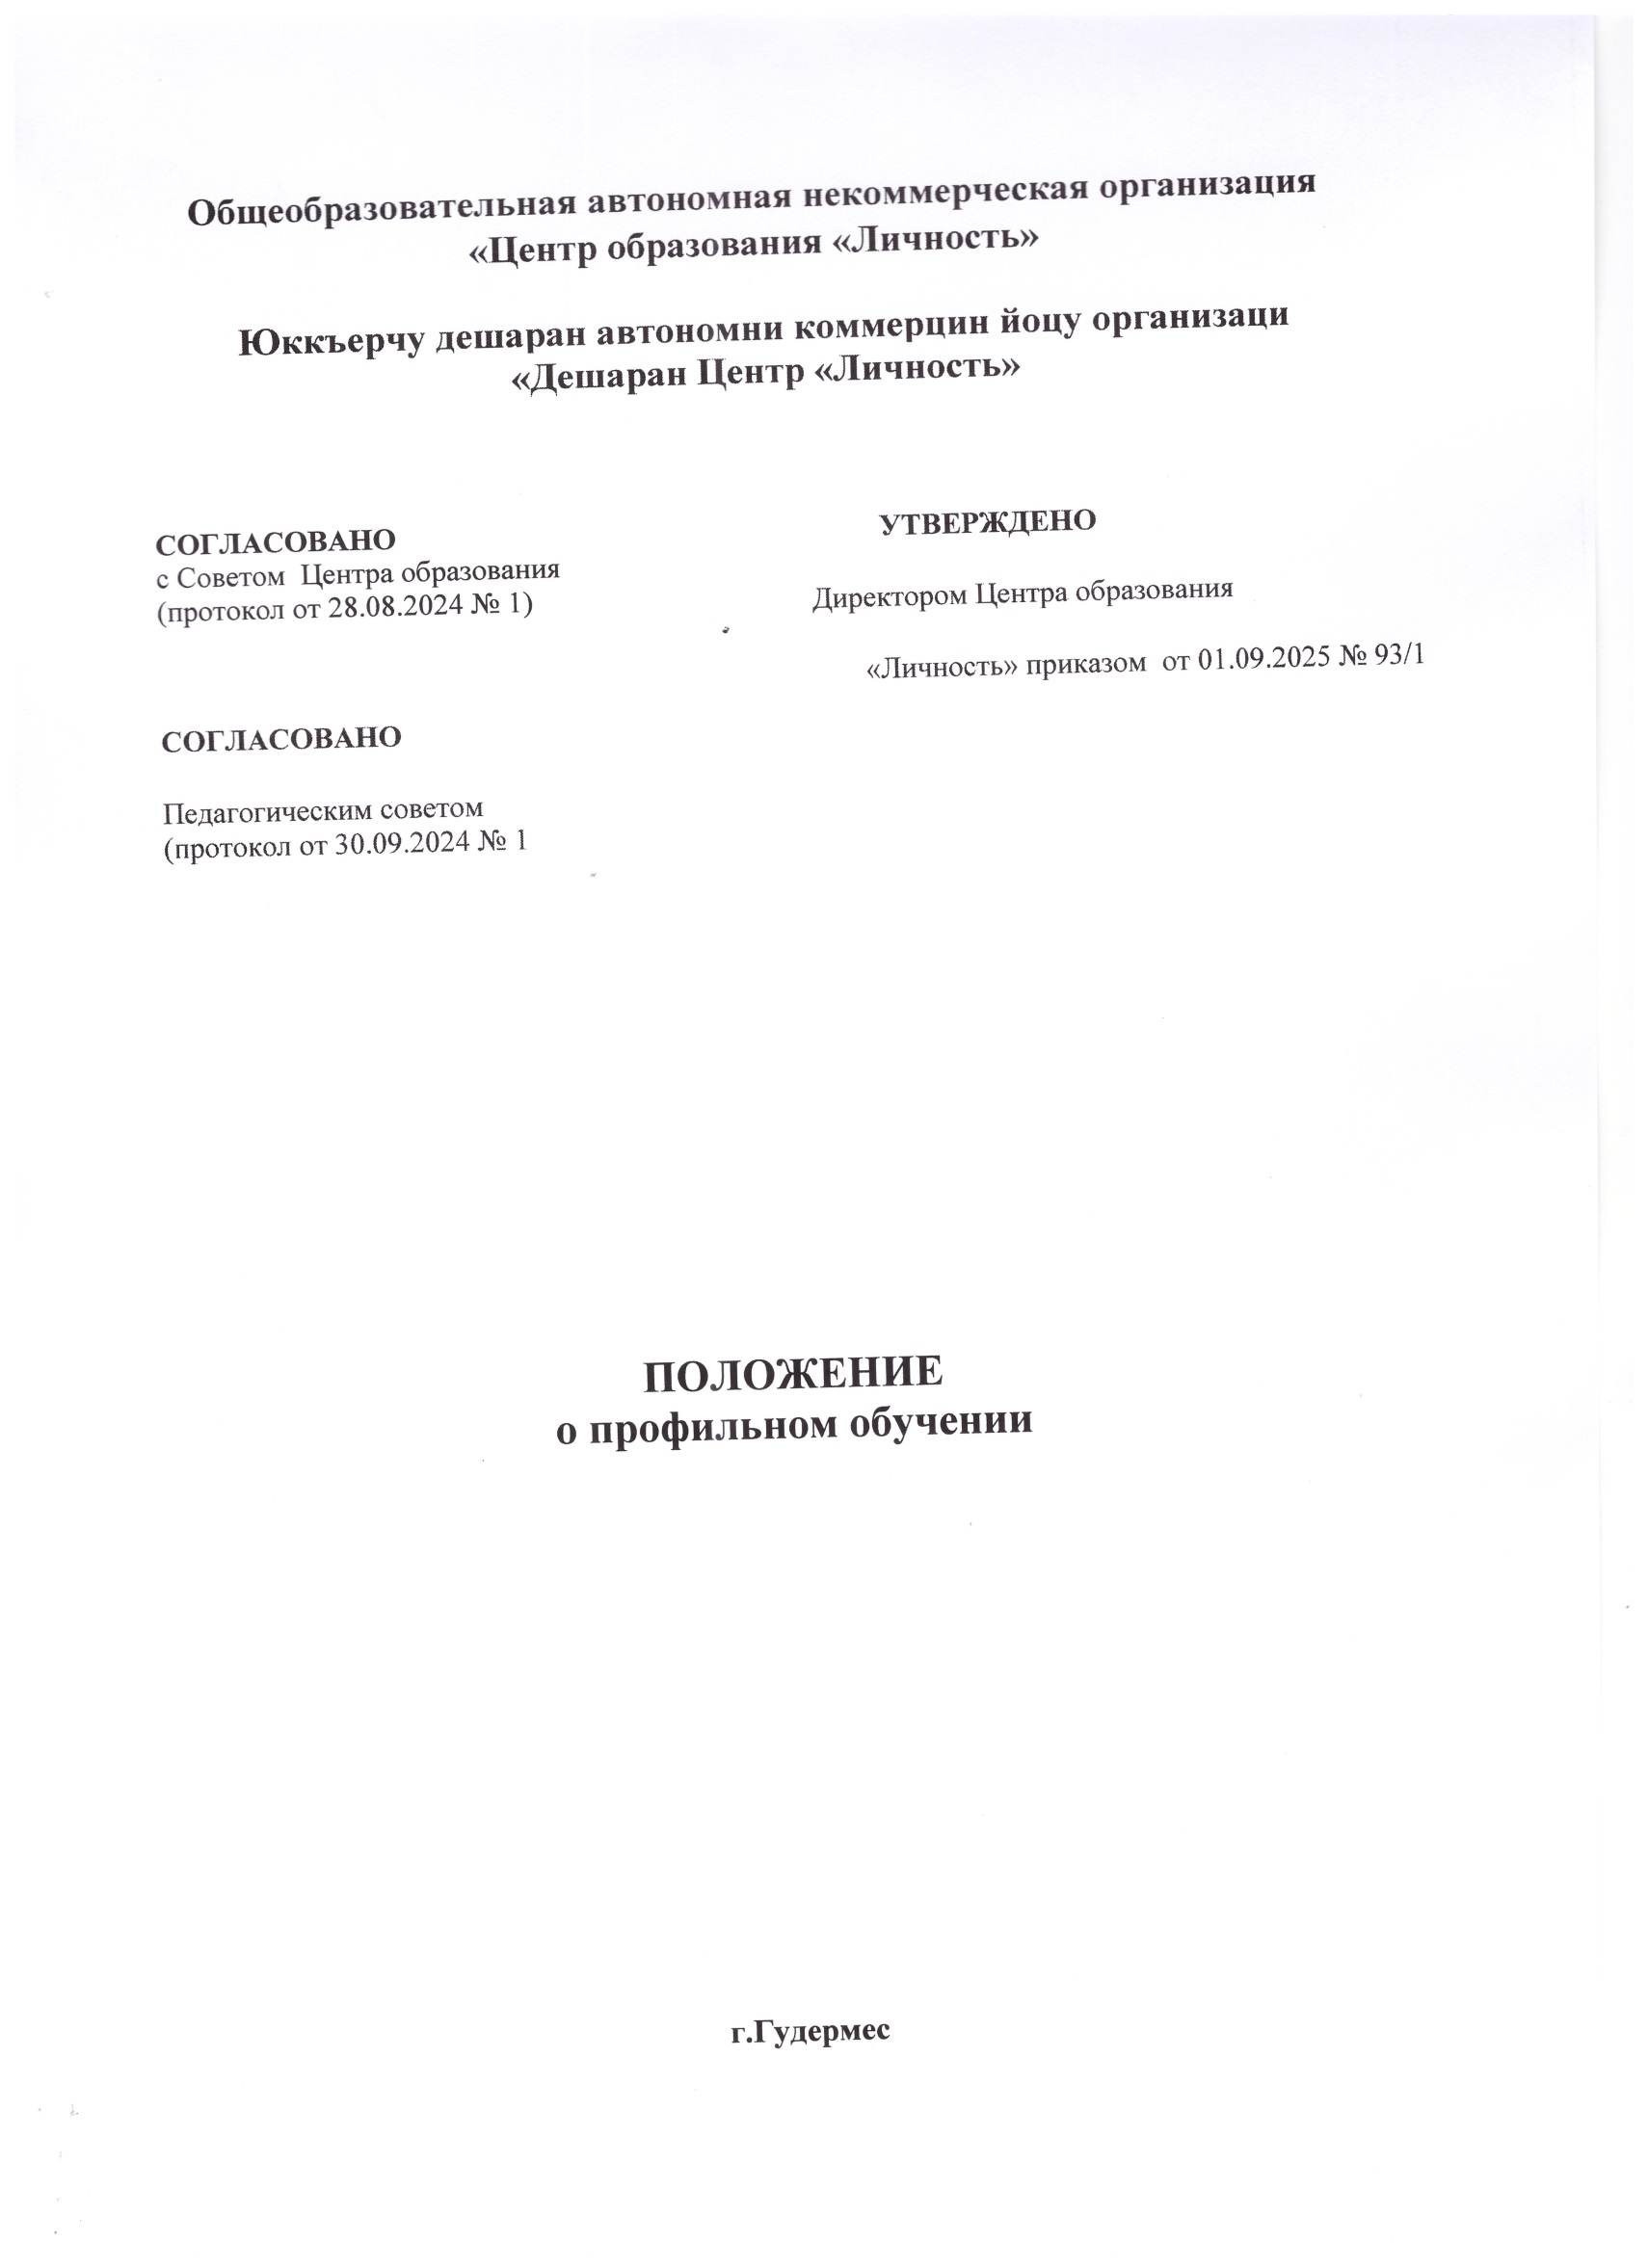 Общеобразовательная автономная некоммерческая организация
«Центр образования «Личность»
Юккъерчу дешаран автономни коммерцин йоцу организаци
«Дешаран Центр «Личность»
СОГЛАСОВАНО
с Советом Центра образования
(протокол от 28.08.2024 № 1)
УТВЕРЖДЕНО
Директором Центра образования
«Личность» приказом от 01.09.2025 № 93/1
СОГЛАСОВАНО
Педагогическим советом
(протокол от 30.09.2024 № 1
ПОЛОЖЕНИЕ
о профильном обучении
г.Гудермес